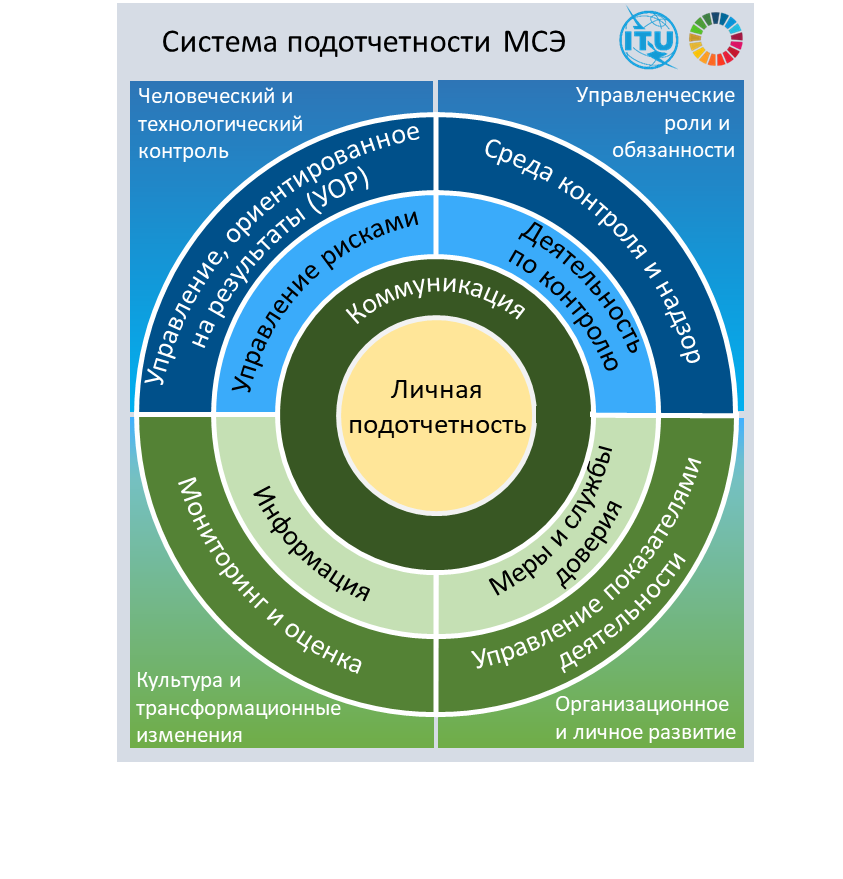 Система подотчетности МСЭ
ITU
Человеческий и
технологический
контроль
Управленческие
роли и
обязанности
Управление, ориентированное
на результаты (УОР)
Среда контроля и надзор
Управление рисками
Деятельность
по контролю
Коммуникация
Личная
подотчетность
Информация
Меры и службы
доверия
Мониторинг и оценка
Управление показателями
деятельности
Культура и
трансформационные
изменения
Организационное
и личное развитие